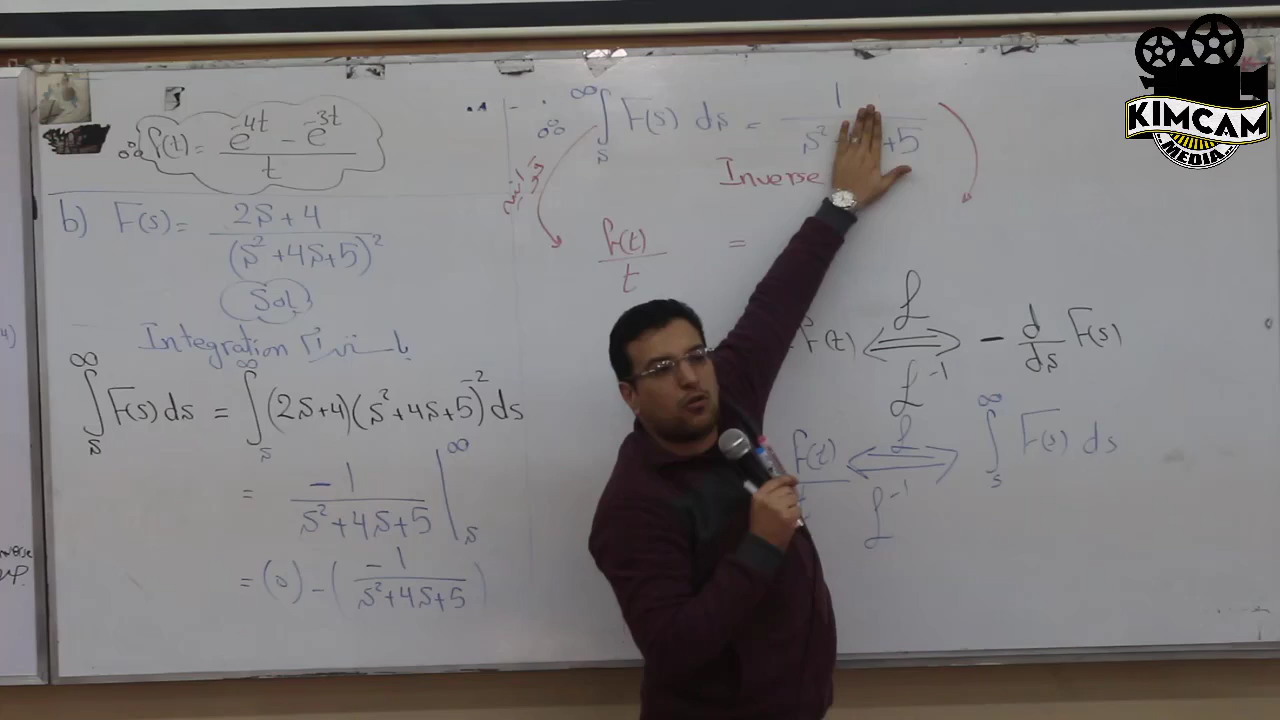 ∴ f(t) = (e^{-4t} - e^{-3t}) / t
b) F(s) = (2s+4) / (s²+4s+5)²
Sol
Integration
∫_s^∞ F(s) ds = ∫_s^∞ (2s+4)(s²+4s+5)^{-2} ds
= -1 / (s²+4s+5) |_s^∞
= (0) - (-1 / (s²+4s+5))
∴ ∫_s^∞ F(s) ds = 1 / s² +5
Inverse
f(t) / t =
f(t) ⟺ - d/ds F(s)
ℒ
ℒ^{-1}
f(t) ⟺ ∫_s^∞ F(s) ds
ℒ
ℒ^{-1}
KIMCAM
MEDIA